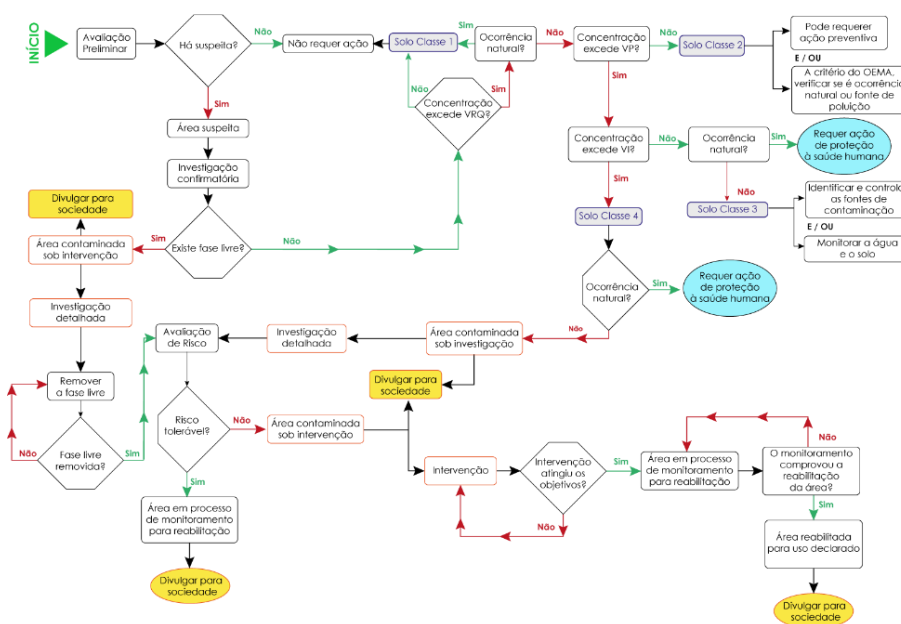 INÍCIO
Avaliação
Preliminar
Há suspeita?
Não
Não requer ação
Solo Classe 1
Sim
Ocorrência
natural?
Não
Concentração
excede VP?
Não
Solo Classe 2
Pode requerer
ação preventiva
E / OU
A critério do OEMA,
verificar se é ocorrência
natural ou fonte de
poluição
Sim
Não
Concentração
excede VRQ?
Sim
Sim
Área suspeita
Investigação
confirmatória
Concentração
excede VI?
Não
Ocorrência
natural?
Sim
Requer ação
de proteção
à saúde humana
Sim
Não
Solo Classe 4
Solo Classe 3
Identificar e controla
as fontes de
contaminação
E / OU
Monitorar a água
e o solo
Divulgar para
sociedade
Área contaminada
sob intervenção
Sim
Existe fase livre?
Não
Ocorrência
natural?
Sim
Requer ação
de proteção
à saúde humana
Não
Investigação
detalhada
Avaliação
de Risco
Investigação
detalhada
Área contaminada
sob investigação
Divulgar para
sociedade
Remover
a fase livre
Não
Fase livre
removida?
Sim
Risco
tolerável?
Não
Área contaminada
sob intervenção
Sim
Área em processo
de monitoramento
para reabilitação
Divulgar para
sociedade
Intervenção
Intervenção
atingiu os
objetivos?
Não
Sim
Área em processo
de monitoramento
para reabilitação
Não
O monitoramento
comprovou a
reabilitação
da área?
Sim
Área reabilitada
para uso declarado
Divulgar para
sociedade